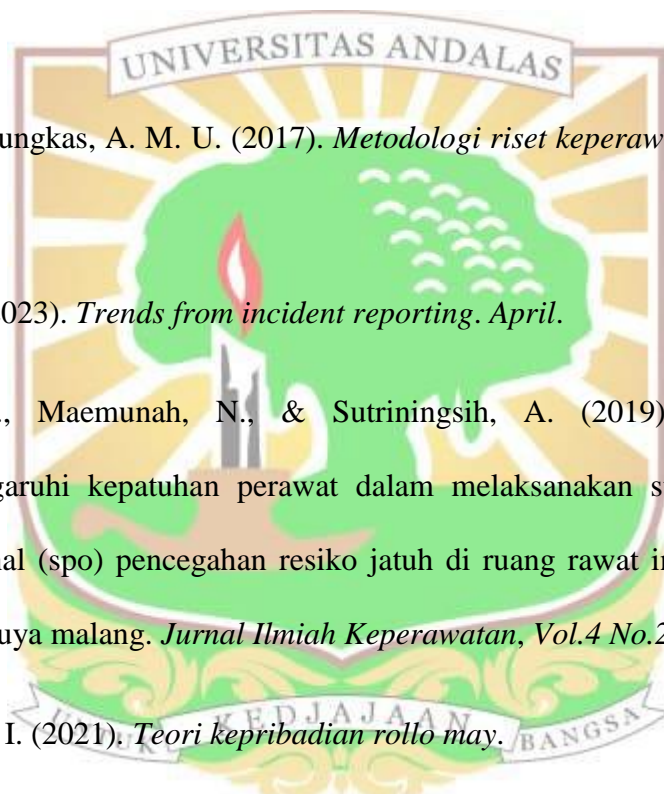 UNIVERSITAS ANDALAS
ungkas, A. M. U. (2017). Metodologi riset keperaw
023). Trends from incident reporting. April.
., Maemunah, N., & Sutriningsih, A. (2019)
garuhi kepatuhan perawat dalam melaksanakan s
nal (spo) pencegahan resiko jatuh di ruang rawat i
uya malang. Jurnal Ilmiah Keperawatan, Vol.4 No.2
I. (2021). Teori kepribadian rollo may.
KEDJAJAAN BANGSA